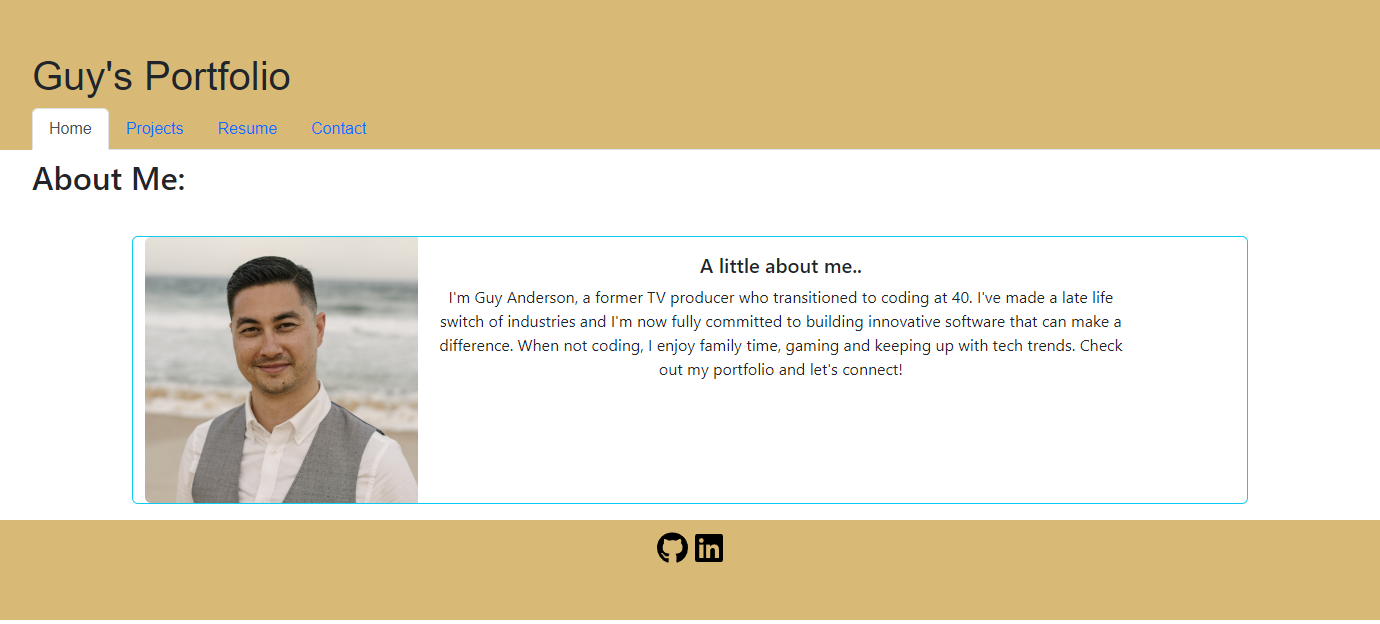 Guy's Portfolio
Home Projects Resume Contact
About Me:
A little about me..
I'm Guy Anderson, a former TV producer who transitioned to coding at 40. I've made a late life
switch of industries and I'm now fully committed to building innovative software that can make a
difference. When not coding, I enjoy family time, gaming and keeping up with tech trends. Check
out my portfolio and let's connect!
in